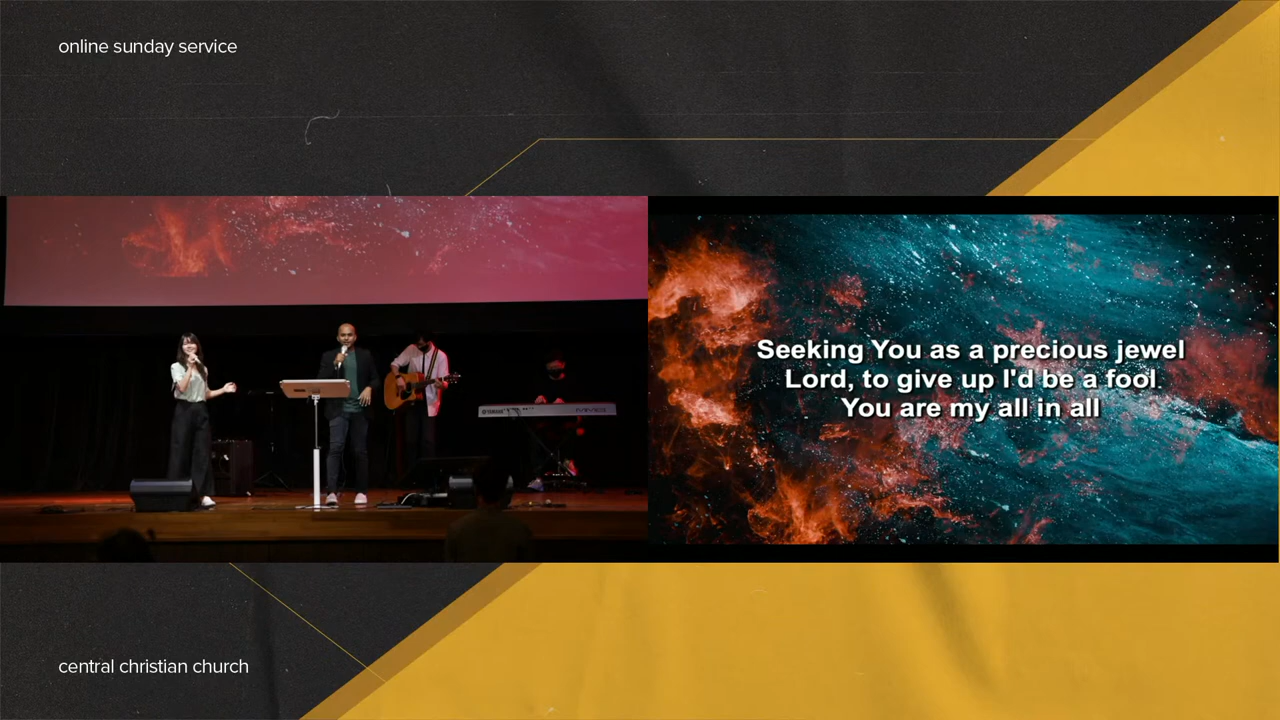 online sunday service
Seeking You as a precious jewel
Lord, to give up I'd be a fool
You are my all in all
YAMAHA
central christian church